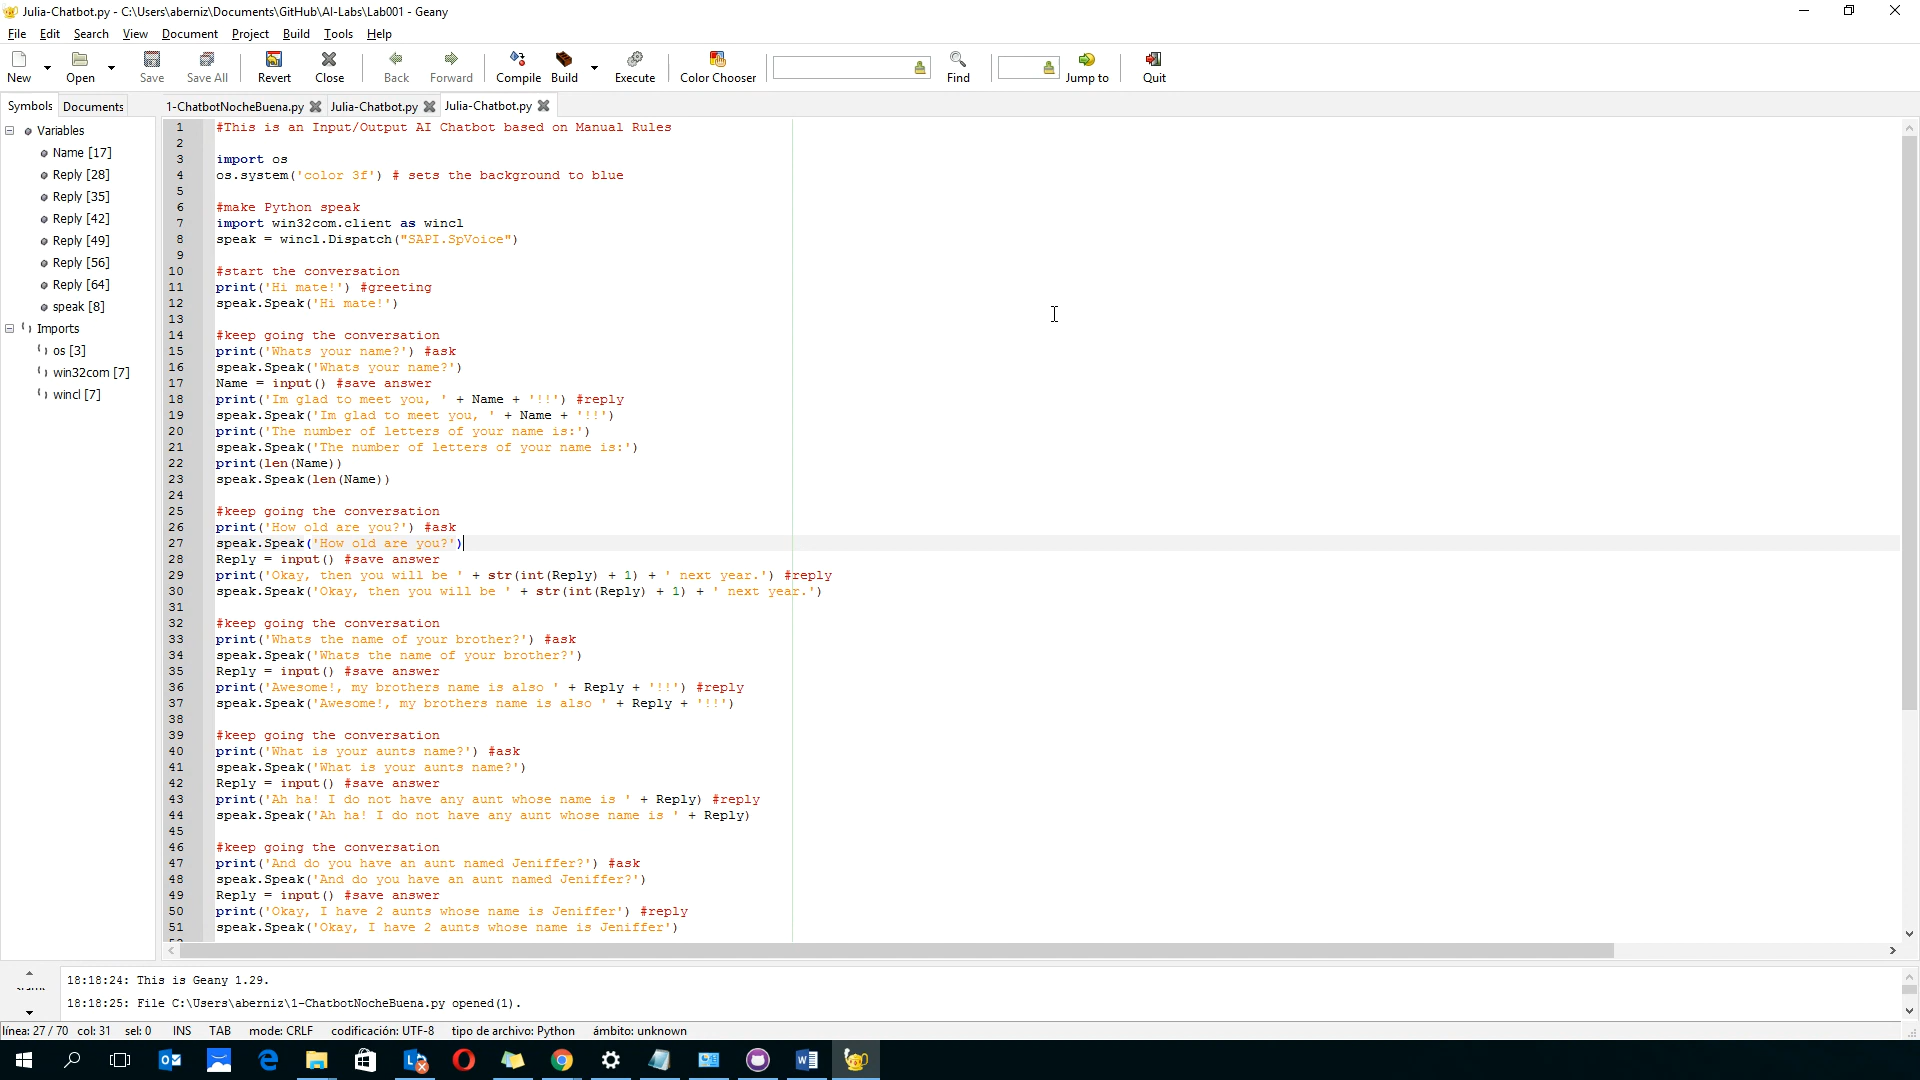 Julia-Chatbot.py - C:\Users\aberniz\Documents\GitHub\AI-Labs\Lab001 - Geany
File Edit Search View Document Project Build Tools Help
New Open Save Save All Revert Close Back Forward Compile Build Execute Color Chooser Find Jump to Quit
Symbols Documents 1-ChatbotNocheBuena.py Julia-Chatbot.py Julia-Chatbot.py
Variables
Name [17]
Reply [28]
Reply [35]
Reply [42]
Reply [49]
Reply [56]
Reply [64]
speak [8]
Imports
os [3]
win32com [7]
wincl [7]
1 #This is an Input/Output AI Chatbot based on Manual Rules
2
3 import os
4 os.system('color 3f') # sets the background to blue
5
6 #make Python speak
7 import win32com.client as wincl
8 speak = wincl.Dispatch("SAPI.SpVoice")
9
10 #start the conversation
11 print('Hi mate!') #greeting
12 speak.Speak('Hi mate!')
13
14 #keep going the conversation
15 print('Whats your name?') #ask
16 speak.Speak('Whats your name?')
17 Name = input() #save answer
18 print('Im glad to meet you, ' + Name + '!!') #reply
19 speak.Speak('Im glad to meet you, ' + Name + '!!')
20 print('The number of letters of your name is:')
21 speak.Speak('The number of letters of your name is:')
22 print(len(Name))
23 speak.Speak(len(Name))
24
25 #keep going the conversation
26 print('How old are you?') #ask
27 speak.Speak('How old are you?')
28 Reply = input() #save answer
29 print('Okay, then you will be ' + str(int(Reply) + 1) + ' next year.') #reply
30 speak.Speak('Okay, then you will be ' + str(int(Reply) + 1) + ' next year.')
31
32 #keep going the conversation
33 print('Whats the name of your brother?') #ask
34 speak.Speak('Whats the name of your brother?')
35 Reply = input() #save answer
36 print('Awesome!, my brothers name is also ' + Reply + '!!') #reply
37 speak.Speak('Awesome!, my brothers name is also ' + Reply + '!!')
38
39 #keep going the conversation
40 print('What is your aunts name?') #ask
41 speak.Speak('What is your aunts name?')
42 Reply = input() #save answer
43 print('Ah ha! I do not have any aunt whose name is ' + Reply) #reply
44 speak.Speak('Ah ha! I do not have any aunt whose name is ' + Reply)
45
46 #keep going the conversation
47 print('And do you have an aunt named Jeniffer?') #ask
48 speak.Speak('And do you have an aunt named Jeniffer?')
49 Reply = input() #save answer
50 print('Okay, I have 2 aunts whose name is Jeniffer') #reply
51 speak.Speak('Okay, I have 2 aunts whose name is Jeniffer')
18:18:24: This is Geany 1.29.
18:18:25: File C:\Users\aberniz\1-ChatbotNocheBuena.py opened(1).
línea: 27 / 70 col: 31 sel: 0 INS TAB mode: CRLF codificación: UTF-8 tipo de archivo: Python ámbito: unknown